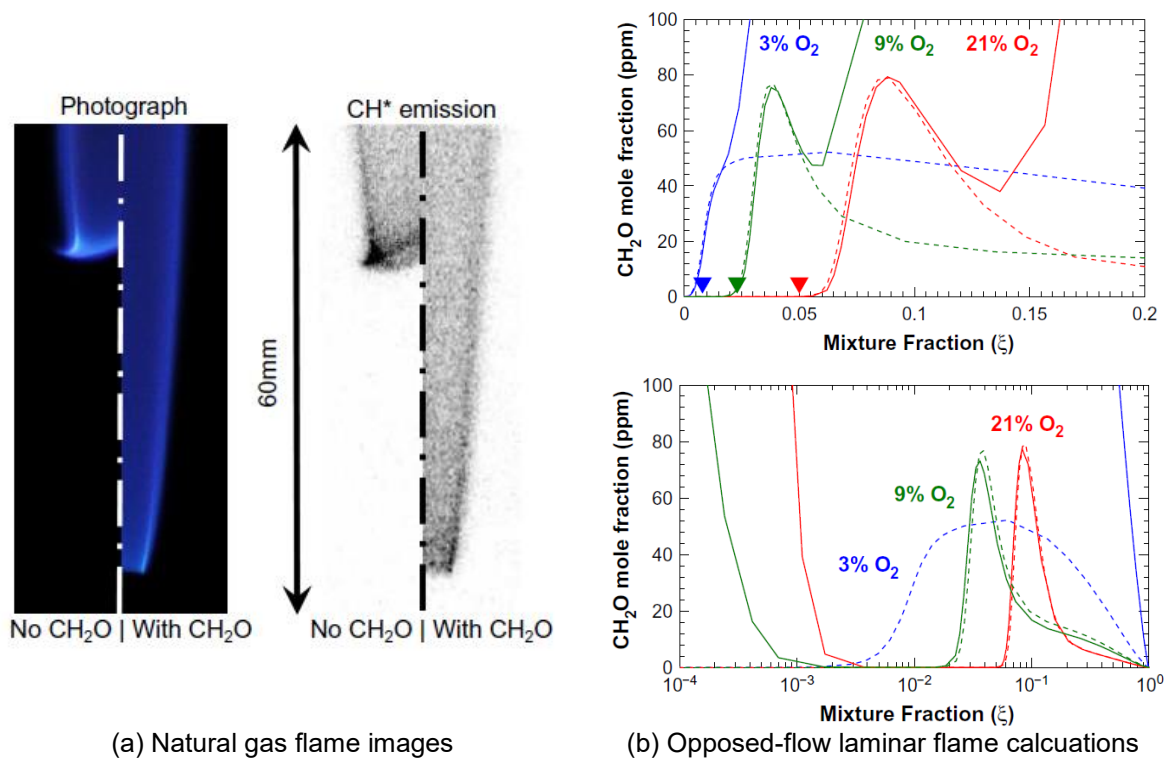 Photograph
CH* emission
60mm
No CH₂O | With CH₂O
No CH₂O | With CH₂O
(a) Natural gas flame images
3% O₂
9% O₂
21% O₂
CH₂O mole fraction (ppm)
100
80
60
40
20
0
0
0.05
0.1
0.15
0.2
Mixture Fraction (ξ)
21% O₂
9% O₂
3% O₂
CH₂O mole fraction (ppm)
100
80
60
40
20
0
10⁻⁴
10⁻³
10⁻²
10⁻¹
10⁰
Mixture Fraction (ξ)
(b) Opposed-flow laminar flame calcuations